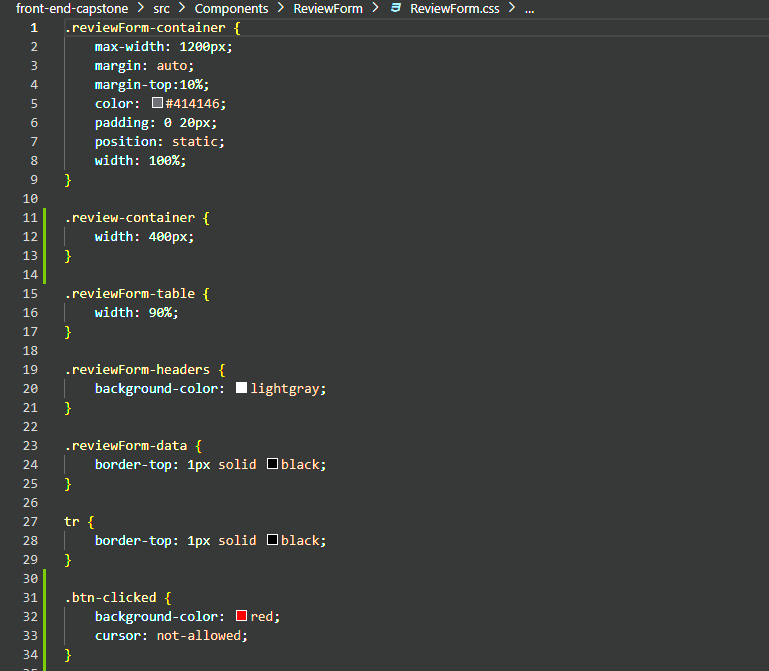 front-end-capstone > src > Components > ReviewForm > ReviewForm.css > ...
1 .reviewForm-container {
2 max-width: 1200px;
3 margin: auto;
4 margin-top:10%;
5 color: #414146;
6 padding: 0 20px;
7 position: static;
8 width: 100%;
9 }
10
11 .review-container {
12 width: 400px;
13 }
14
15 .reviewForm-table {
16 width: 90%;
17 }
18
19 .reviewForm-headers {
20 background-color: lightgray;
21 }
22
23 .reviewForm-data {
24 border-top: 1px solid black;
25 }
26
27 tr {
28 border-top: 1px solid black;
29 }
30
31 .btn-clicked {
32 background-color: red;
33 cursor: not-allowed;
34 }